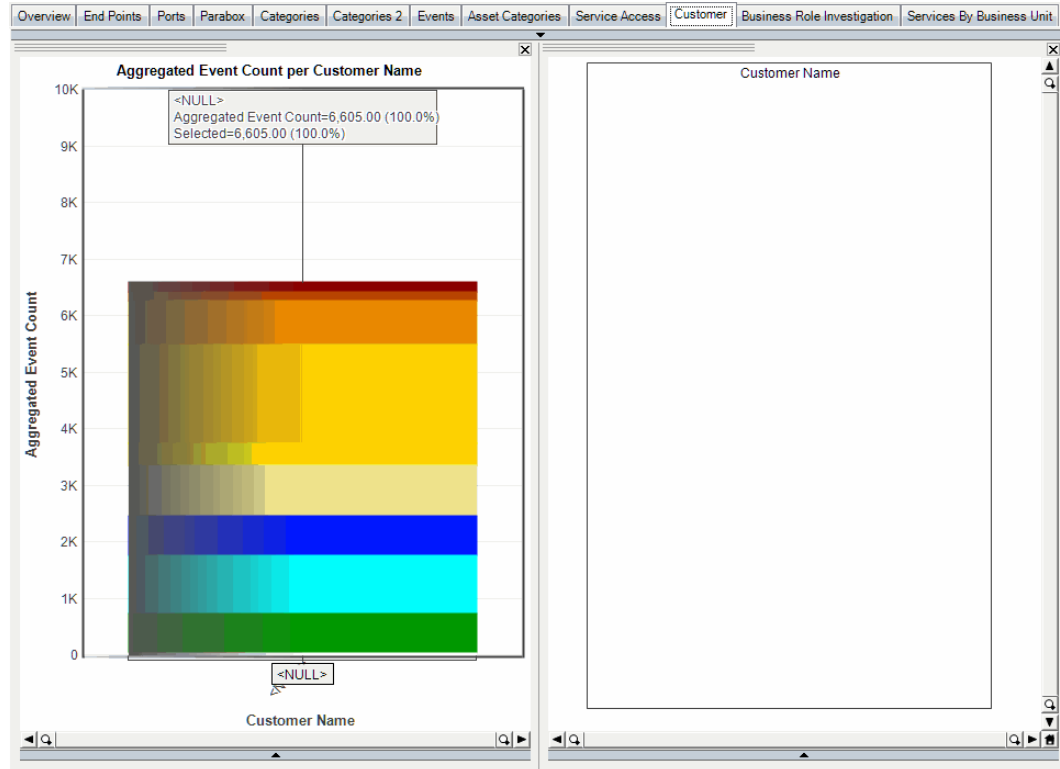 Overview End Points Ports Parabox Categories Categories 2 Events Asset Categories Service Access Customer Business Role Investigation Services By Business Unit
Aggregated Event Count per Customer Name
<NULL>
Aggregated Event Count=6,605.00 (100.0%)
Selected=6,605.00 (100.0%)
10K
9K
8K
7K
6K
5K
4K
3K
2K
1K
0
Aggregated Event Count
<NULL>
Customer Name
Customer Name